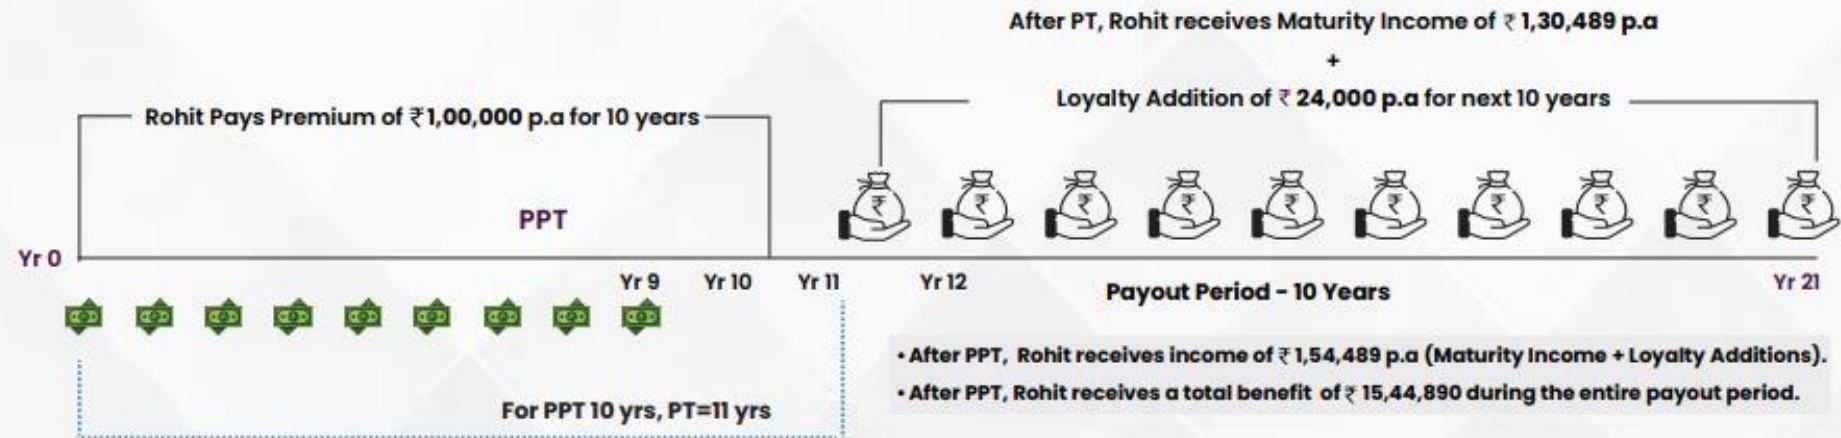 After PT, Rohit receives Maturity Income of ₹ 1,30,489 p.a
+
Loyalty Addition of ₹ 24,000 p.a for next 10 years
Rohit Pays Premium of ₹1,00,000 p.a for 10 years
PPT
₹ ₹ ₹ ₹ ₹ ₹ ₹ ₹ ₹ ₹
Yr 0
Yr 9 Yr 10 Yr 11 Yr 12 Yr 21
Payout Period - 10 Years
• After PPT, Rohit receives income of ₹ 1,54,489 p.a (Maturity Income + Loyalty Additions).
• After PPT, Rohit receives a total benefit of ₹ 15,44,890 during the entire payout period.
For PPT 10 yrs, PT=11 yrs